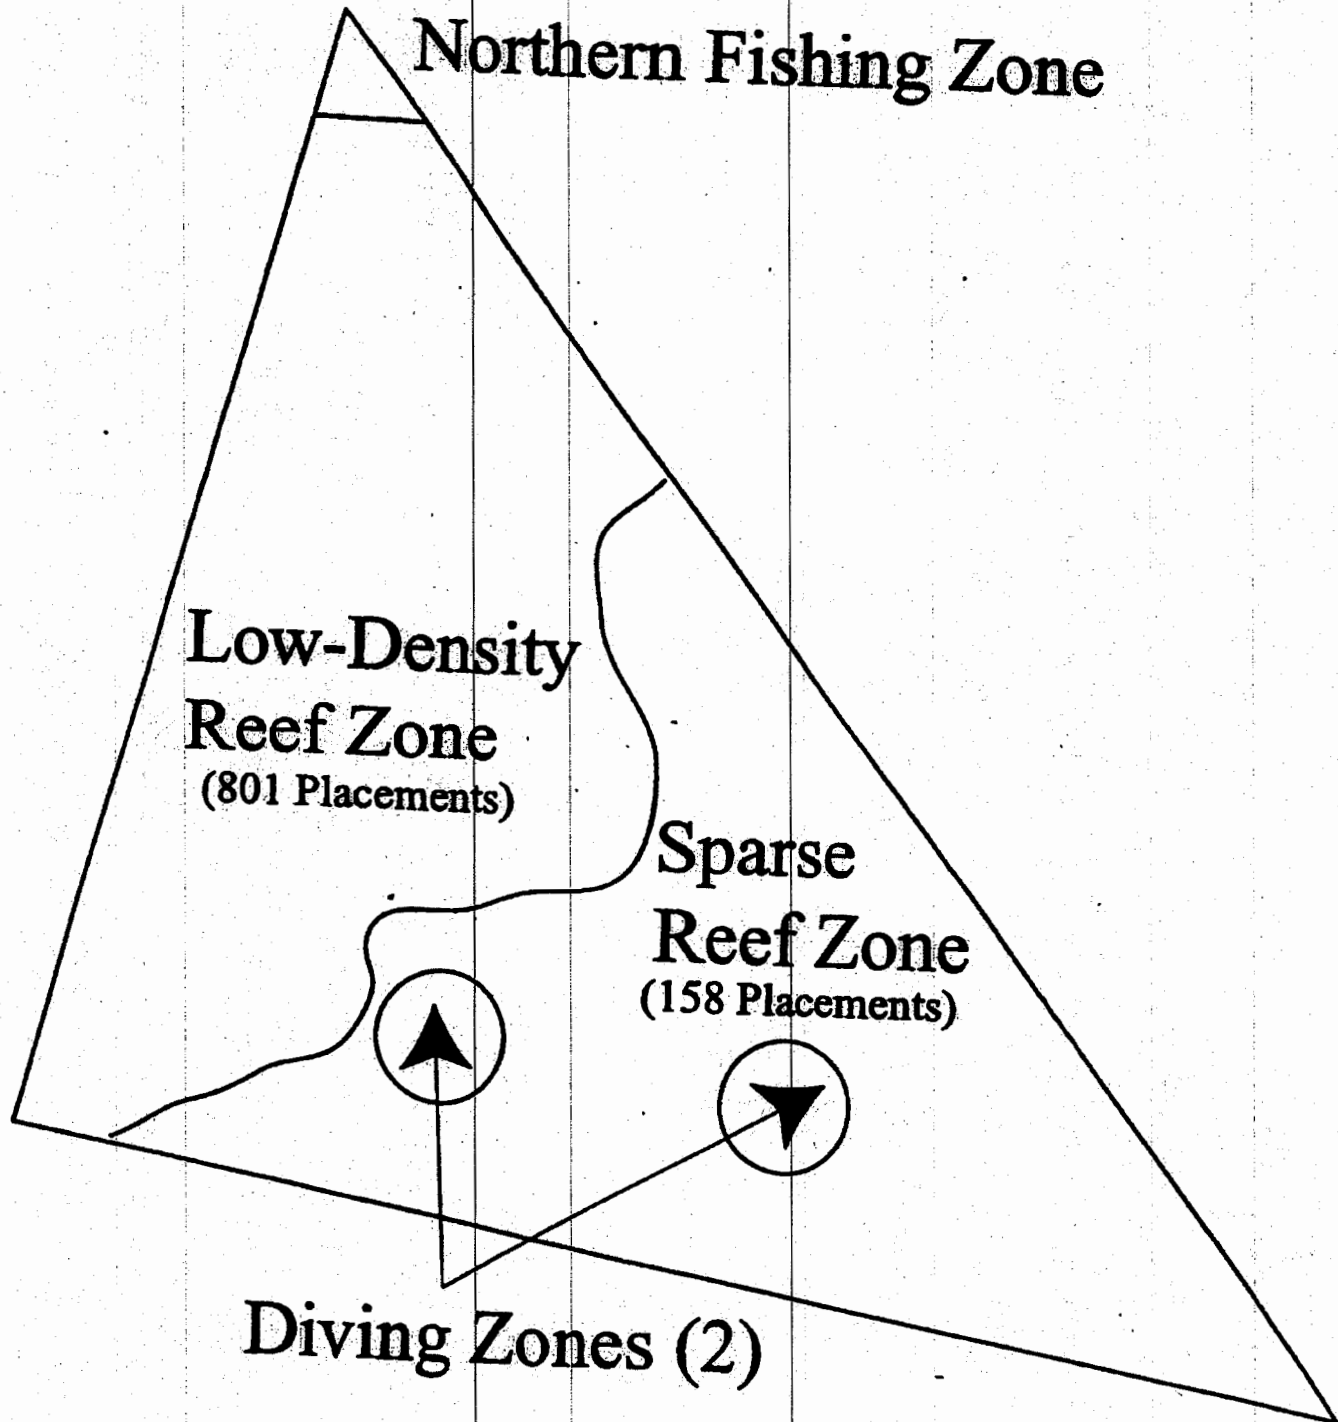 Northern Fishing Zone
Low-Density
Reef Zone
(801 Placements)
Sparse
Reef Zone
(158 Placements)
Diving Zones (2)